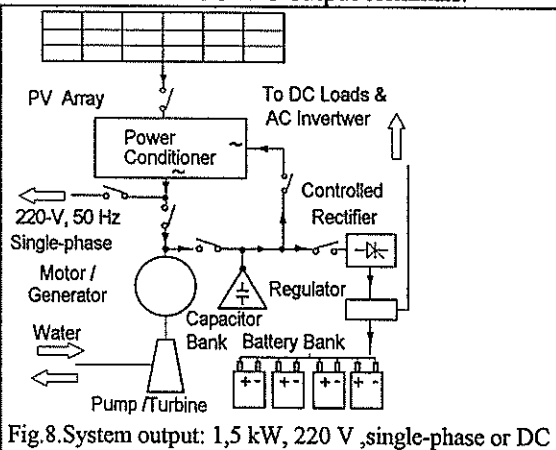 PV Array
To DC Loads &
AC Invertwer
Power
Conditioner
~
~
220-V, 50 Hz
Single-phase
Controlled
Rectifier
Motor /
Generator
Regulator
Capacitor
Bank
Water
Battery Bank
+ - + - + - + -
Pump /Turbine
Fig.8.System output: 1,5 kW, 220 V ,single-phase or DC